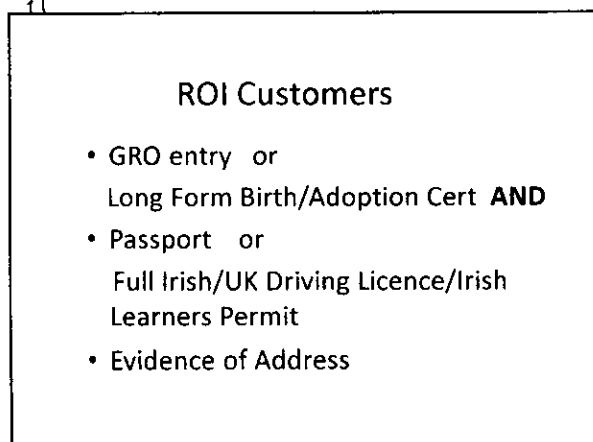 ROI Customers
• GRO entry or
Long Form Birth/Adoption Cert AND
• Passport or
Full Irish/UK Driving Licence/Irish
Learners Permit
• Evidence of Address